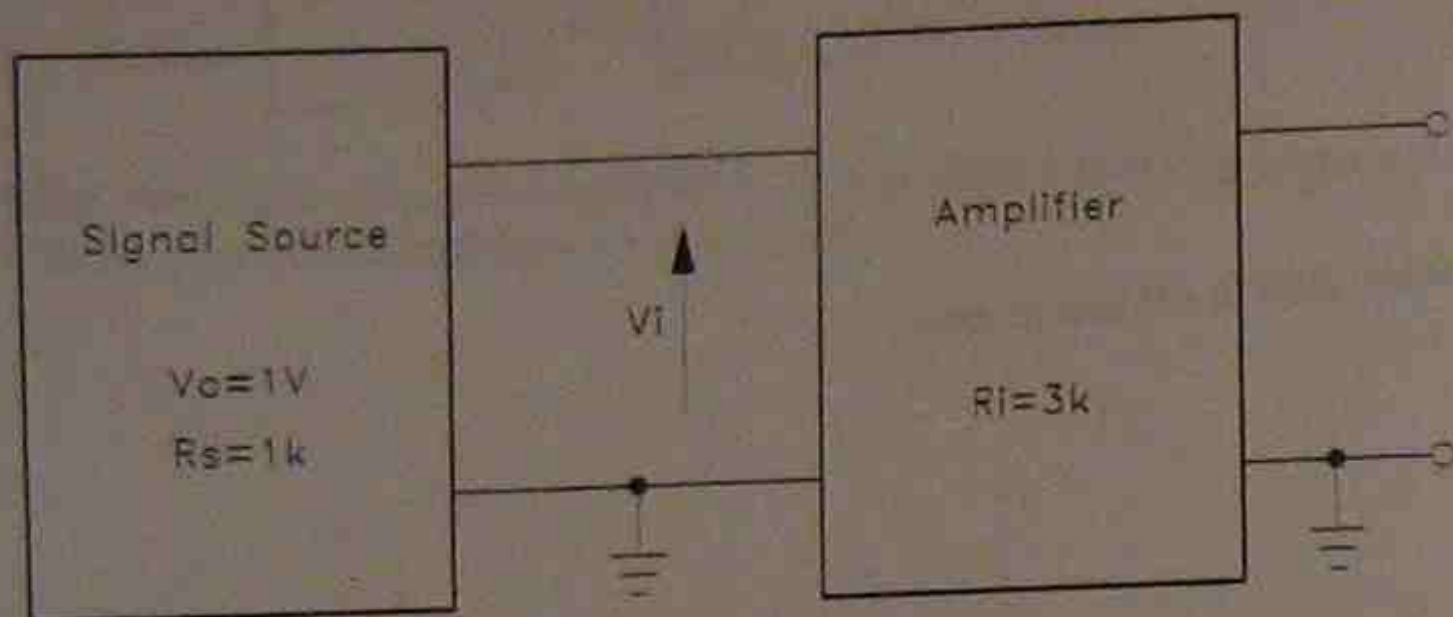 Signal Source
Vo=1V
Rs=1k
Vi
Amplifier
Ri=3k